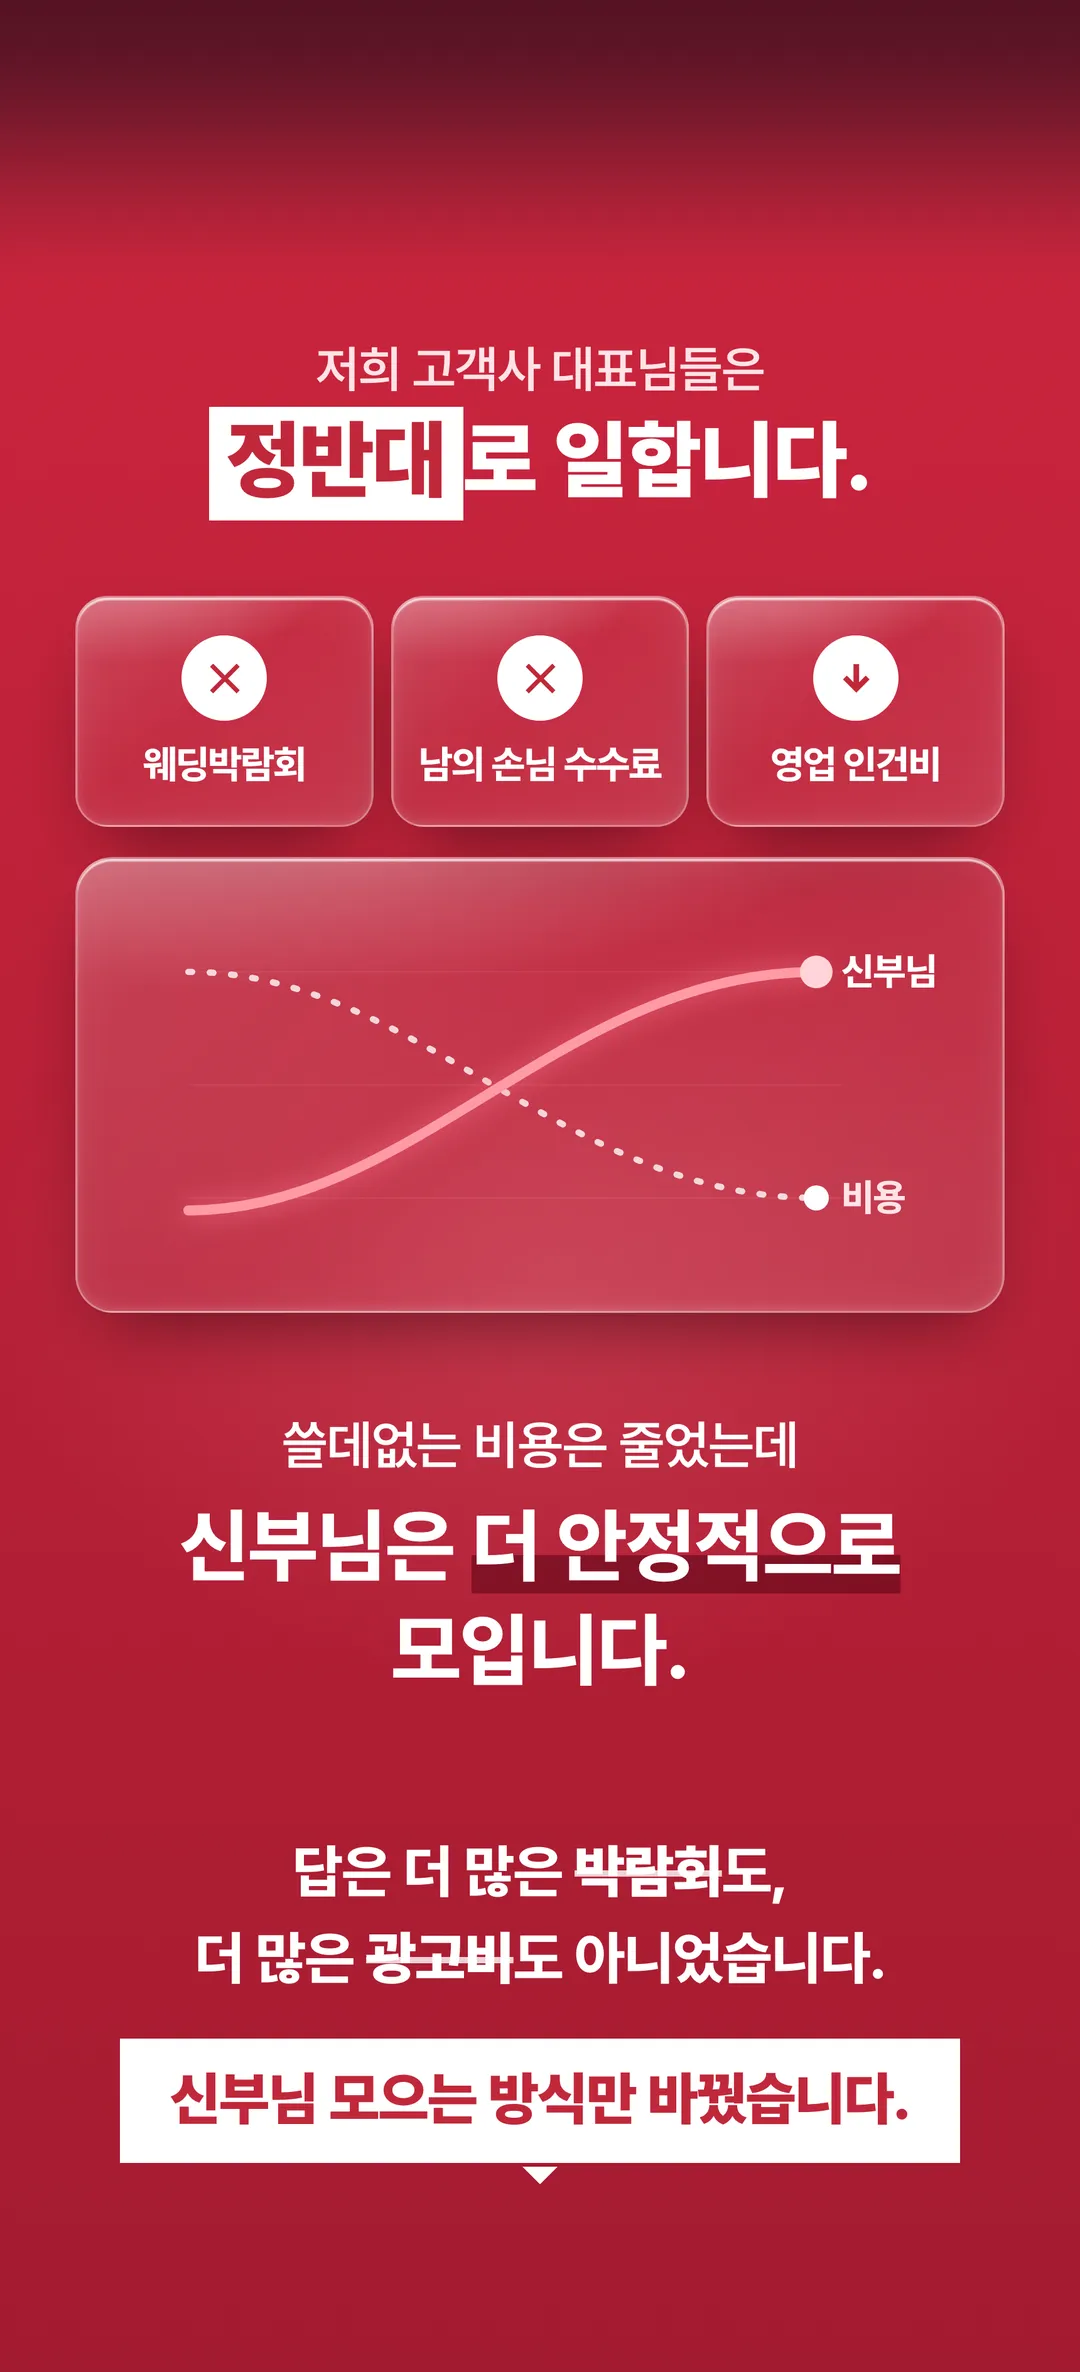 저희 고객사 대표님들은
정반대로 일합니다.
웨딩박람회
남의 손님 수수료
영업 인건비
신부님
비용
쓸데없는 비용은 줄었는데
신부님은 더 안정적으로
모입니다.
답은 더 많은 박람회도,
더 많은 광고비도 아니었습니다.
신부님 모으는 방식만 바꿨습니다.